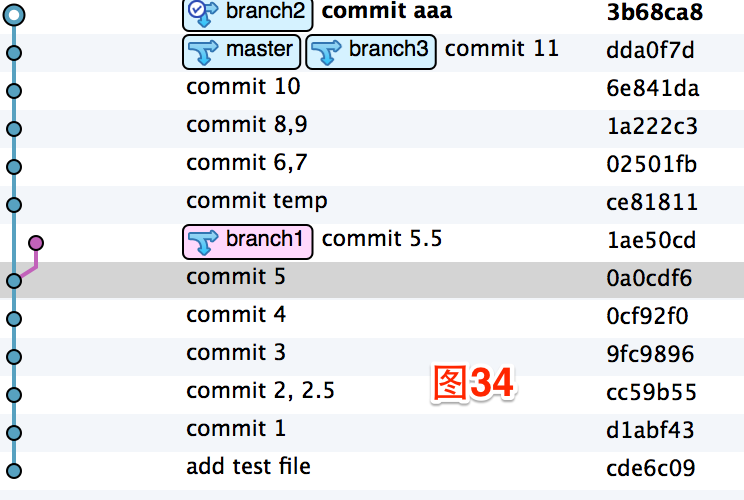 branch2 commit aaa 3b68ca8
master branch3 commit 11 dda0f7d
commit 10 6e841da
commit 8,9 1a222c3
commit 6,7 02501fb
commit temp ce81811
branch1 commit 5.5 1ae50cd
commit 5 0a0cdf6
commit 4 0cf92f0
commit 3 9fc9896
commit 2, 2.5 cc59b55
commit 1 d1abf43
add test file cde6c09
图34